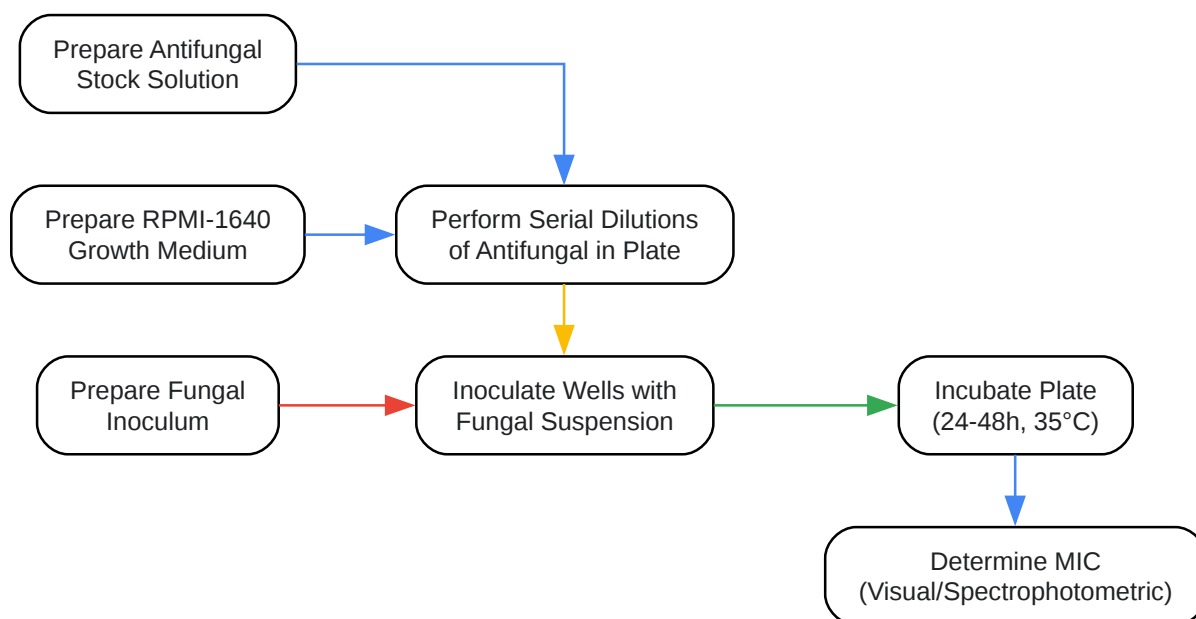 Prepare Antifungal
Stock Solution
Prepare RPMI-1640
Growth Medium
Perform Serial Dilutions
of Antifungal in Plate
Prepare Fungal
Inoculum
Inoculate Wells with
Fungal Suspension
Incubate Plate
(24-48h, 35°C)
Determine MIC
(Visual/Spectrophotometric)